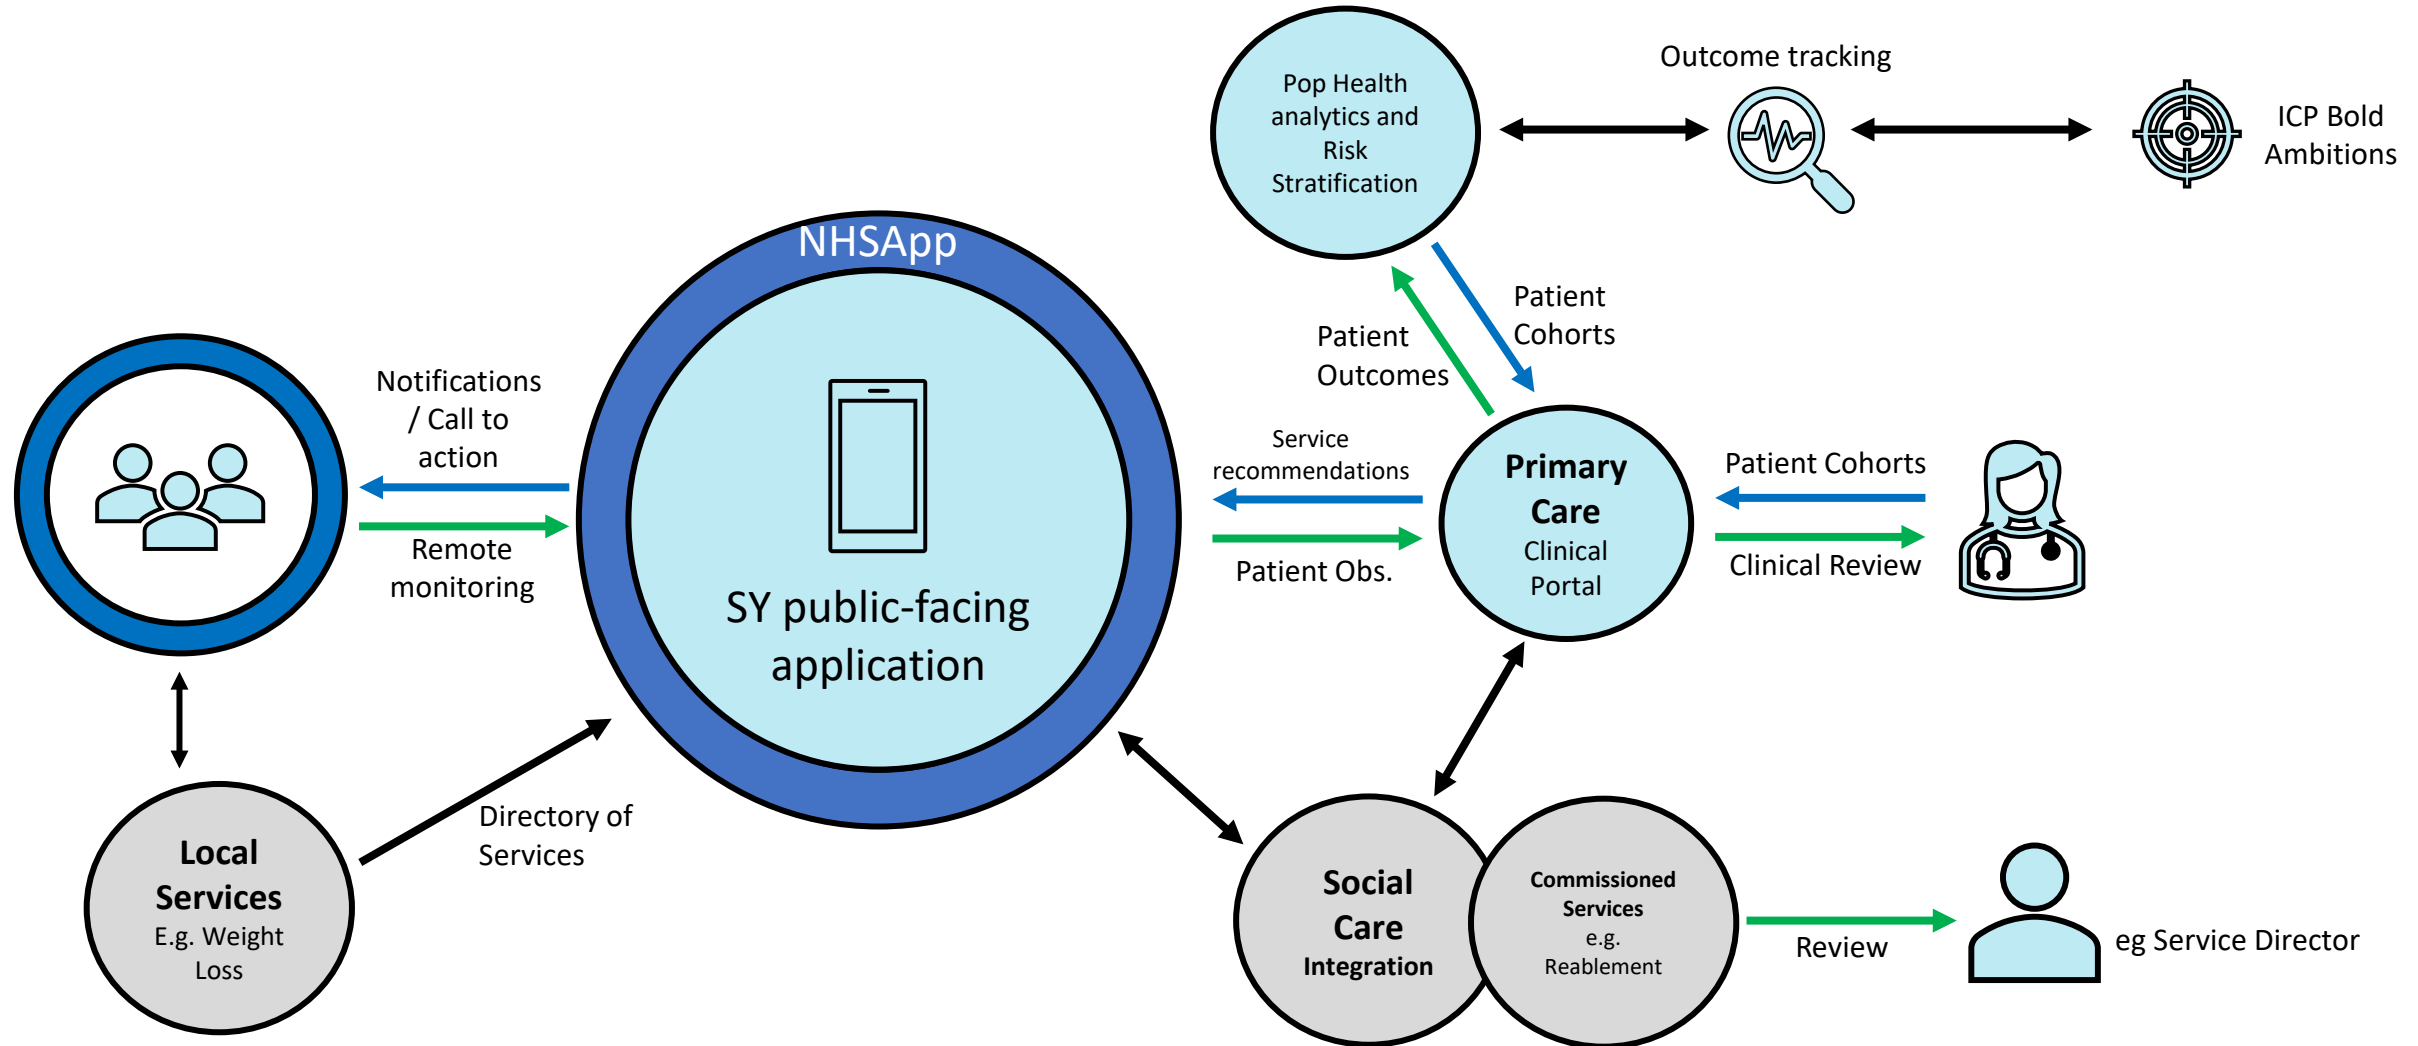 Pop Health
analytics and
Risk
Stratification
Outcome tracking
ICP Bold
Ambitions
NHSApp
SY public-facing
application
Notifications
/ Call to
action
Remote
monitoring
Patient
Cohorts
Patient
Outcomes
Service
recommendations
Patient Obs.
Primary
Care
Clinical
Portal
Patient Cohorts
Clinical Review
Local
Services
E.g. Weight
Loss
Directory of
Services
Social
Care
Integration
Commissioned
Services
e.g.
Reablement
Review
eg Service Director